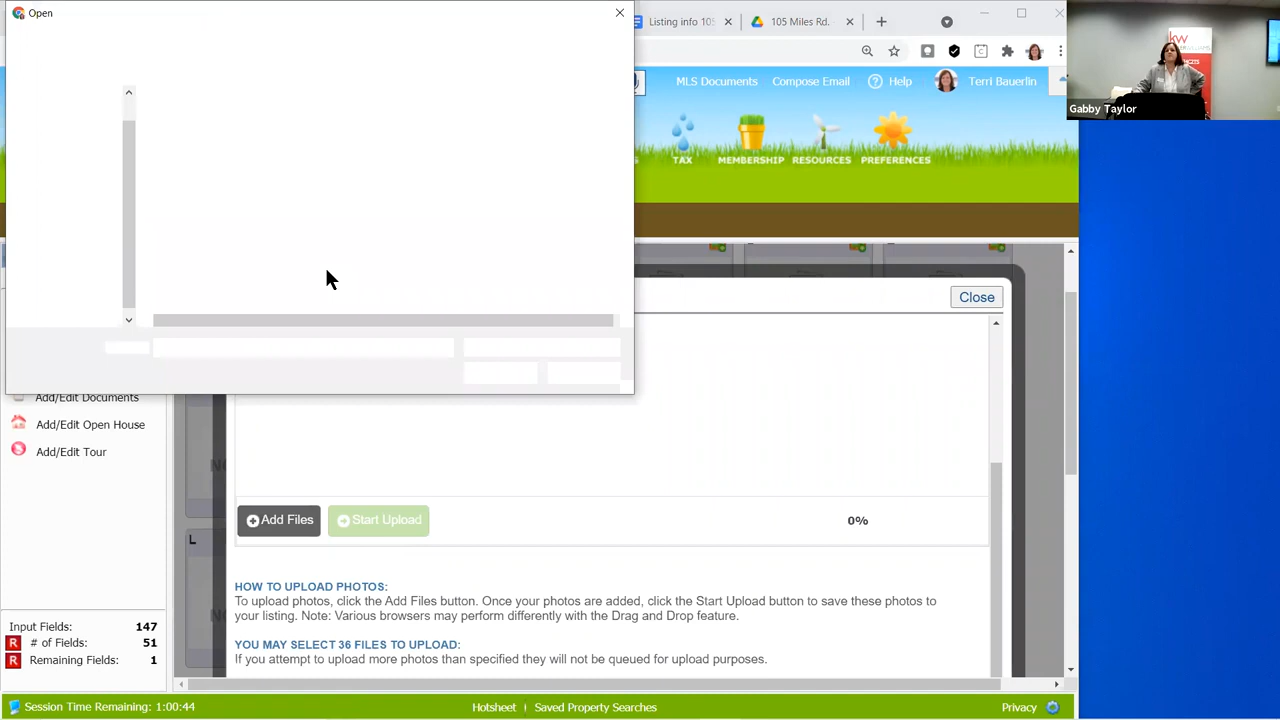 Open
Listing info 105
105 Miles Rd.
MLS Documents
Compose Email
Help
Terri Bauerlin
TAX
MEMBERSHIP
RESOURCES
PREFERENCES
kw
Gabby Taylor
Close
Add/Edit Documents
Add/Edit Open House
Add/Edit Tour
L
Add Files
Start Upload
0%
HOW TO UPLOAD PHOTOS:
To upload photos, click the Add Files button. Once your photos are added, click the Start Upload button to save these photos to
your listing. Note: Various browsers may perform differently with the Drag and Drop feature.
YOU MAY SELECT 36 FILES TO UPLOAD:
If you attempt to upload more photos than specified they will not be queued for upload purposes.
Input Fields: 147
R # of Fields: 51
R Remaining Fields: 1
Session Time Remaining: 1:00:44
Hotsheet
Saved Property Searches
Privacy